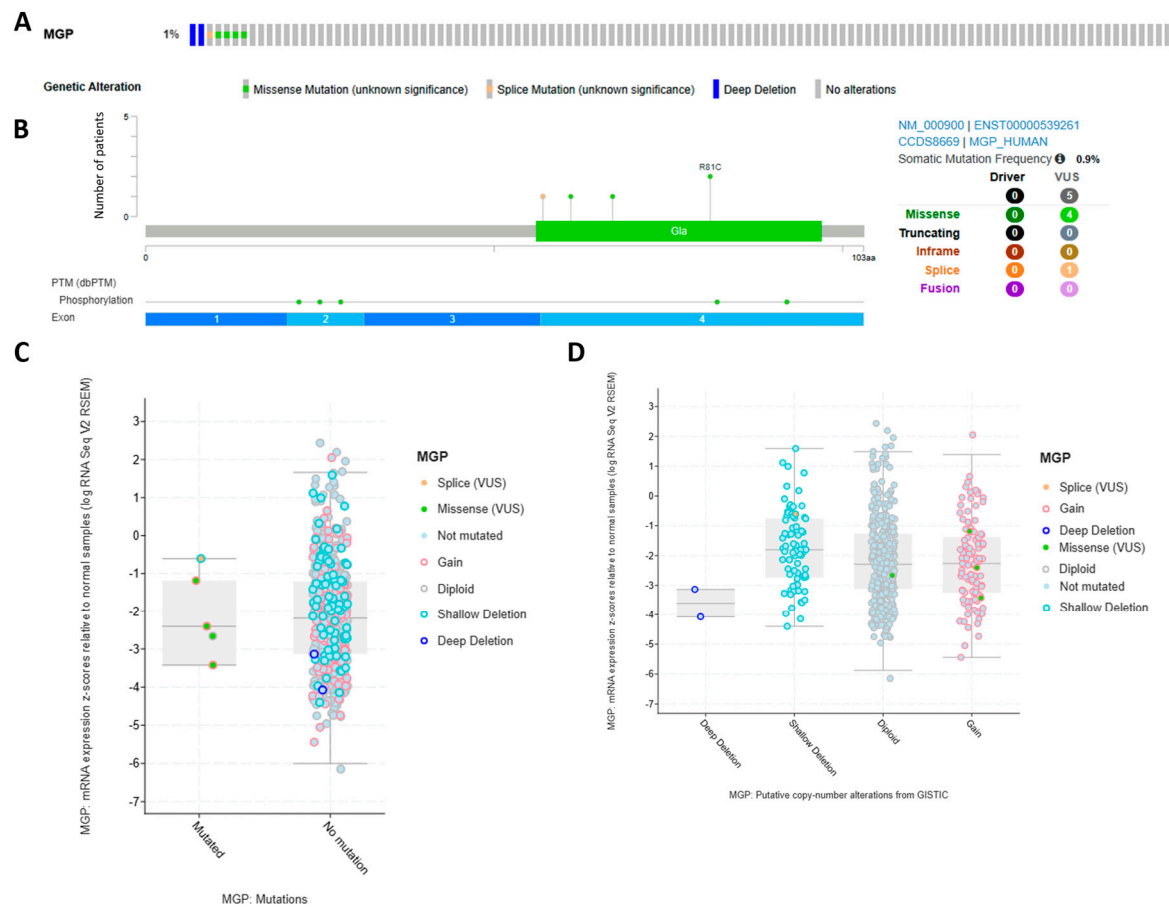 A
MGP
1%
Genetic Alteration
Missense Mutation (unknown significance)
Splice Mutation (unknown significance)
Deep Deletion
No alterations
B
Number of patients
5
0
R81C
Gla
0
103aa
PTM (dbPTM)
Phosphorylation
Exon
1
2
3
4
NM_000900 | ENST00000539261
CCDS8669 | MGP_HUMAN
Somatic Mutation Frequency 0.9%
Driver VUS
0 5
Missense 0 4
Truncating 0 0
Inframe 0 0
Splice 0 1
Fusion 0 0
C
MGP: mRNA expression z-scores relative to normal samples (log RNA Seq V2 RSEM)
3
2
1
0
-1
-2
-3
-4
-5
-6
-7
Mutated
No mutation
MGP: Mutations
MGP
Splice (VUS)
Missense (VUS)
Not mutated
Gain
Diploid
Shallow Deletion
Deep Deletion
D
MGP: mRNA expression z-scores relative to normal samples (log RNA Seq V2 RSEM)
3
2
1
0
-1
-2
-3
-4
-5
-6
-7
Deep Deletion
Shallow Deletion
Diploid
Gain
MGP: Putative copy-number alterations from GISTIC
MGP
Splice (VUS)
Gain
Deep Deletion
Missense (VUS)
Diploid
Not mutated
Shallow Deletion